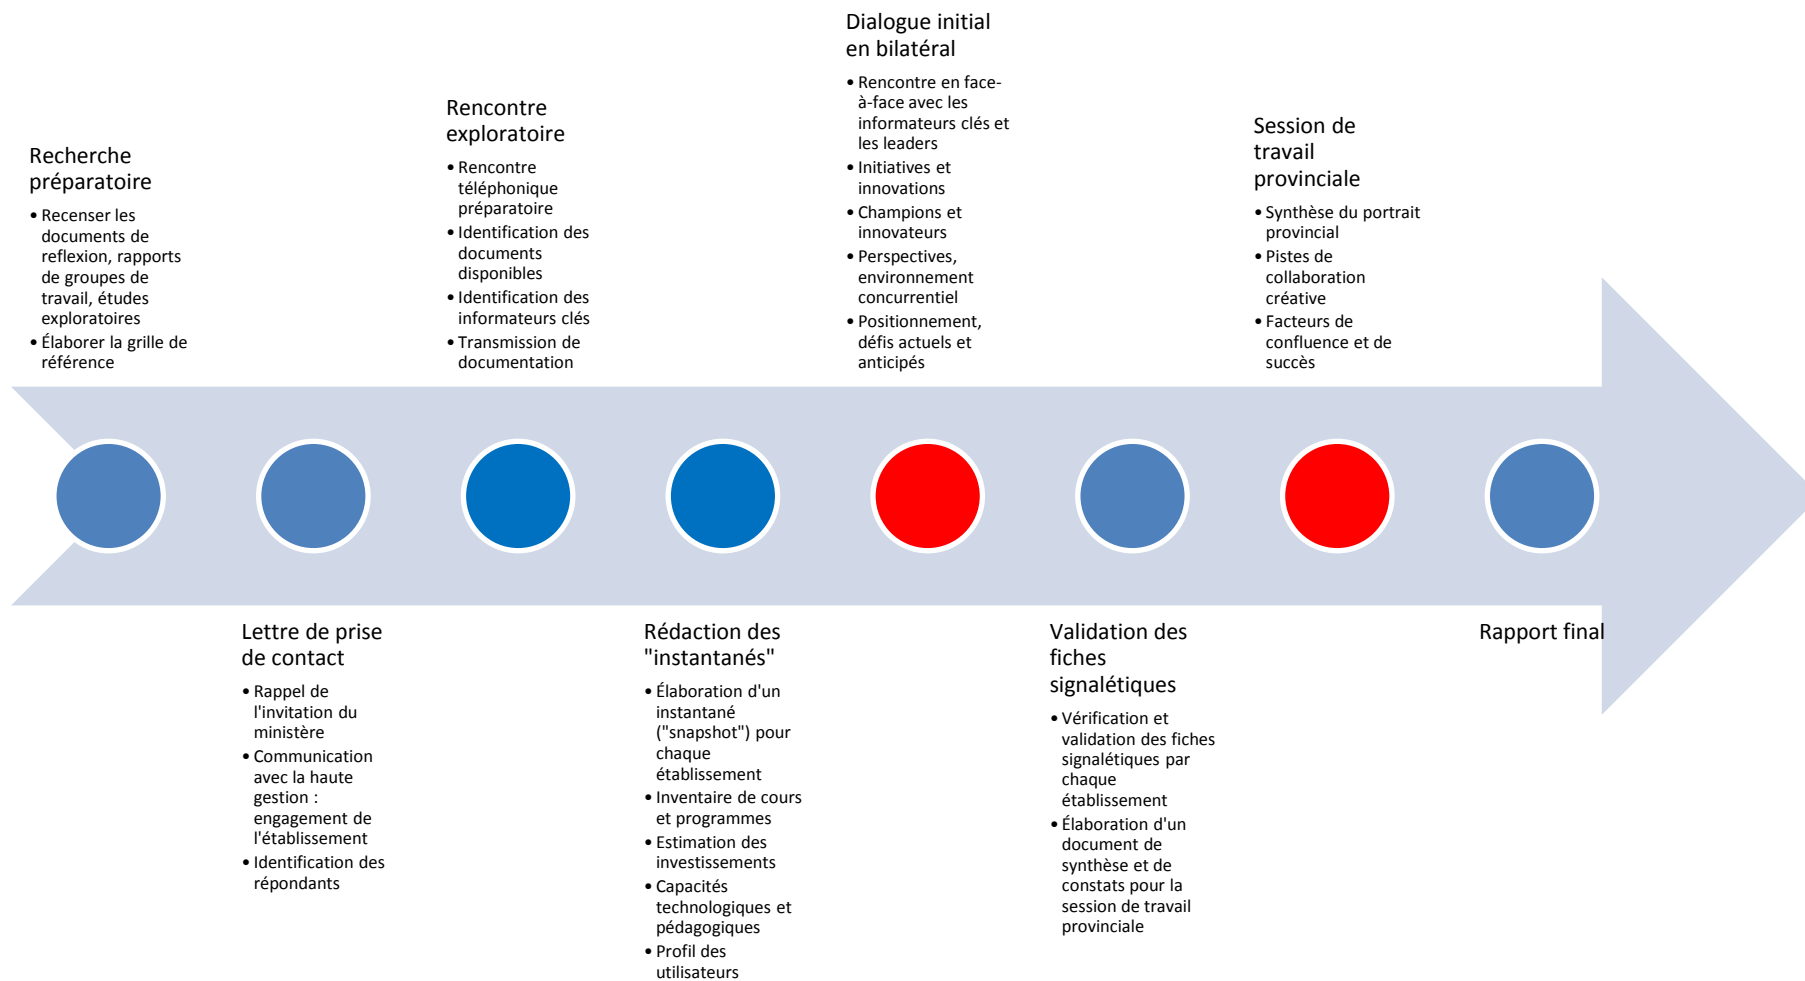 Recherche
préparatoire
• Recenser les
documents de
reflexion, rapports
de groupes de
travail, études
exploratoires
• Élaborer la grille de
référence
Lettre de prise
de contact
• Rappel de
l'invitation du
ministère
• Communication
avec la haute
gestion :
engagement de
l'établissement
• Identification des
répondants
Rencontre
exploratoire
• Rencontre
téléphonique
préparatoire
• Identification des
documents
disponibles
• Identification des
informateurs clés
• Transmission de
documentation
Rédaction des
"instantanés"
• Élaboration d'un
instantané
("snapshot") pour
chaque
établissement
• Inventaire de cours
et programmes
• Estimation des
investissements
• Capacités
technologiques et
pédagogiques
• Profil des
utilisateurs
Dialogue initial
en bilatéral
• Rencontre en face-
à-face avec les
informateurs clés et
les leaders
• Initiatives et
innovations
• Champions et
innovateurs
• Perspectives,
environnement
concurrentiel
• Positionnement,
défis actuels et
anticipés
Validation des
fiches
signalétiques
• Vérification et
validation des fiches
signalétiques par
chaque
établissement
• Élaboration d'un
document de
synthèse et de
constats pour la
session de travail
provinciale
Session de
travail
provinciale
• Synthèse du portrait
provincial
• Pistes de
collaboration
créative
• Facteurs de
confluence et de
succès
Rapport final